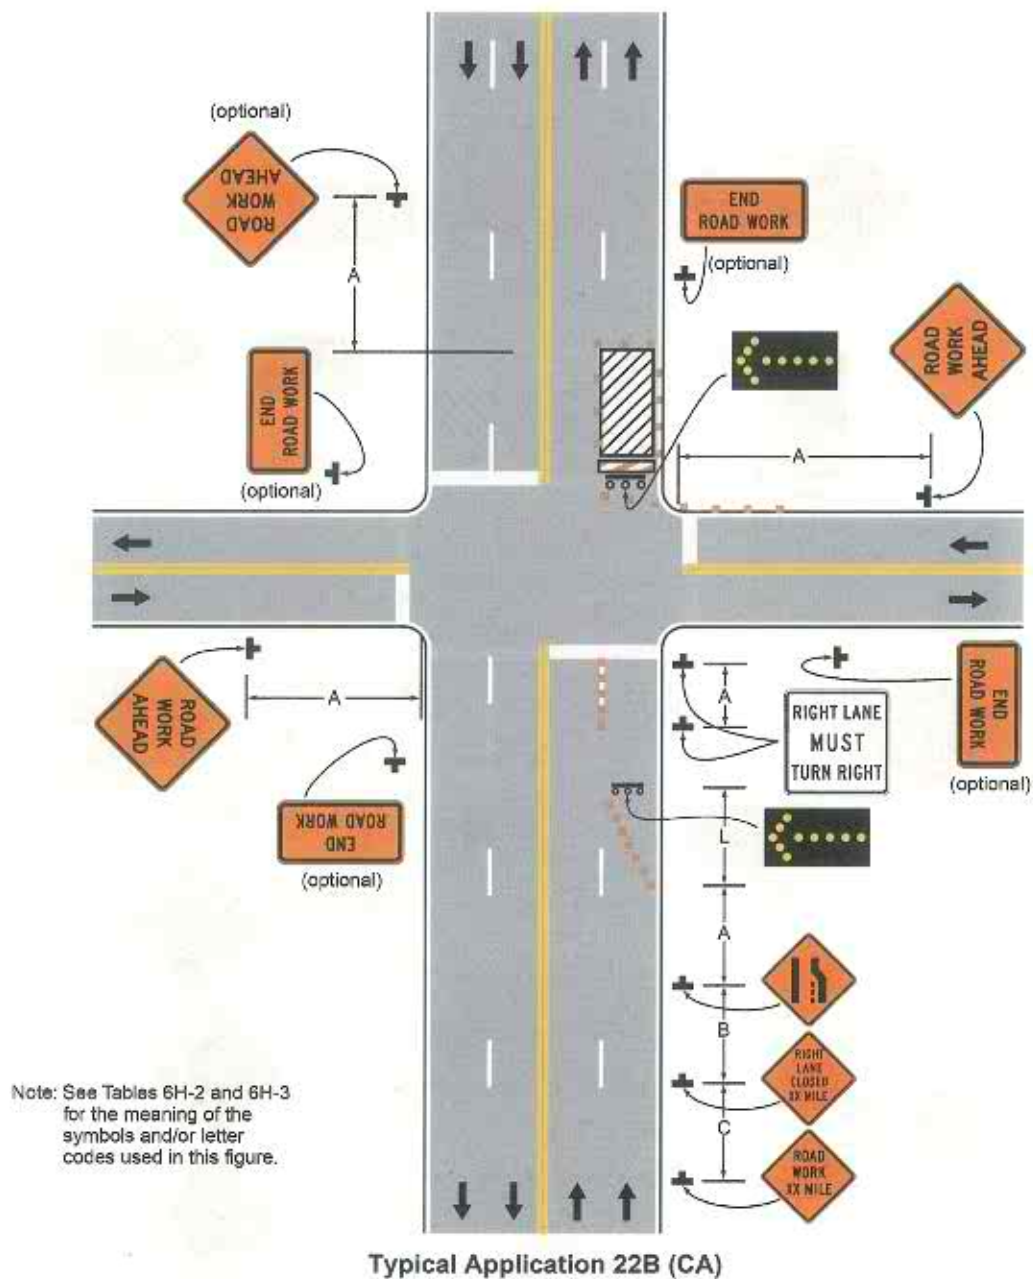 (optional)
ROAD
WORK
AHEAD
A
END
ROAD WORK
(optional)
END
ROAD WORK
(optional)
ROAD
WORK
AHEAD
A
ROAD
WORK
AHEAD
A
END
ROAD WORK
(optional)
A
RIGHT LANE
MUST
TURN RIGHT
END
ROAD WORK
(optional)
L
A
B
RIGHT
LANE
CLOSED
XX MILE
C
ROAD
WORK
XX MILE
Note: See Tables 6H-2 and 6H-3
for the meaning of the
symbols and/or letter
codes used in this figure.
Typical Application 22B (CA)